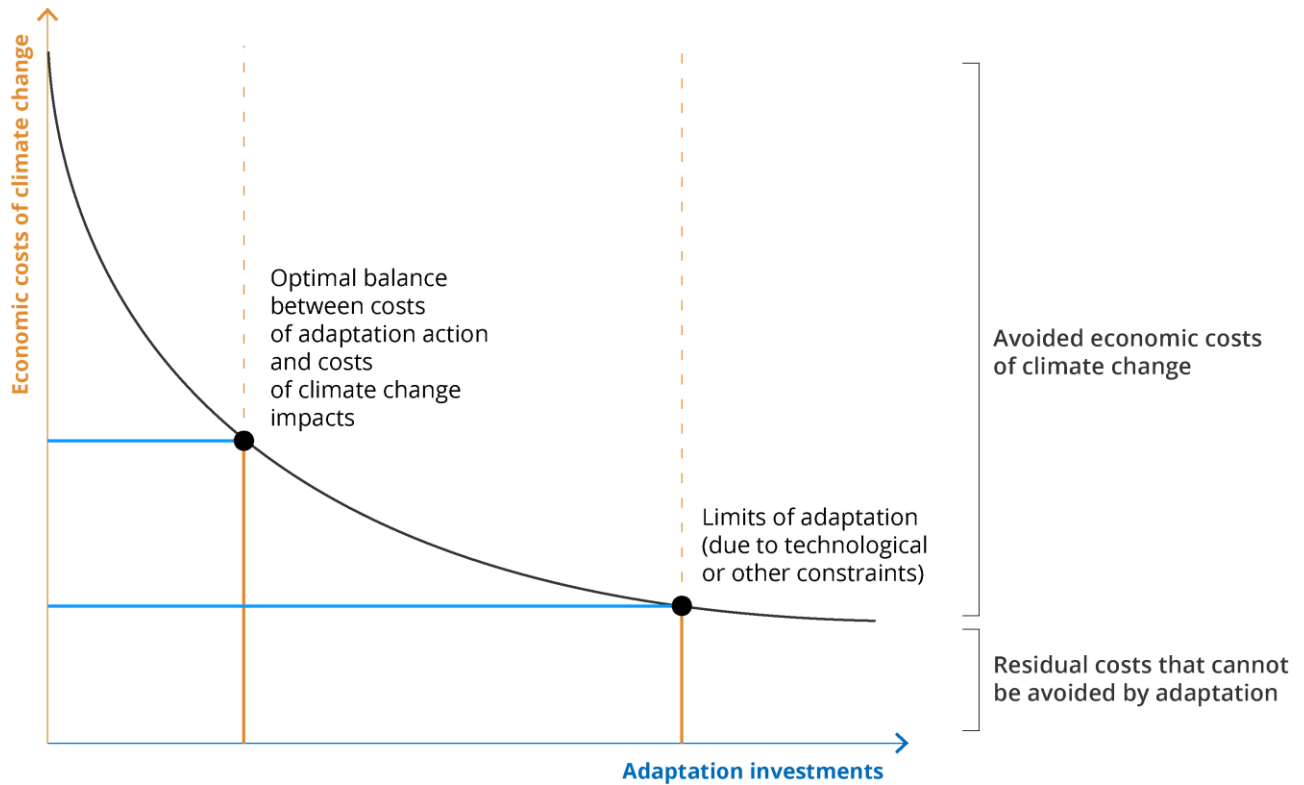 Economic costs of climate change
Optimal balance
between costs
of adaptation action
and costs
of climate change
impacts
Limits of adaptation
(due to technological
or other constraints)
Avoided economic costs
of climate change
Residual costs that cannot
be avoided by adaptation
Adaptation investments